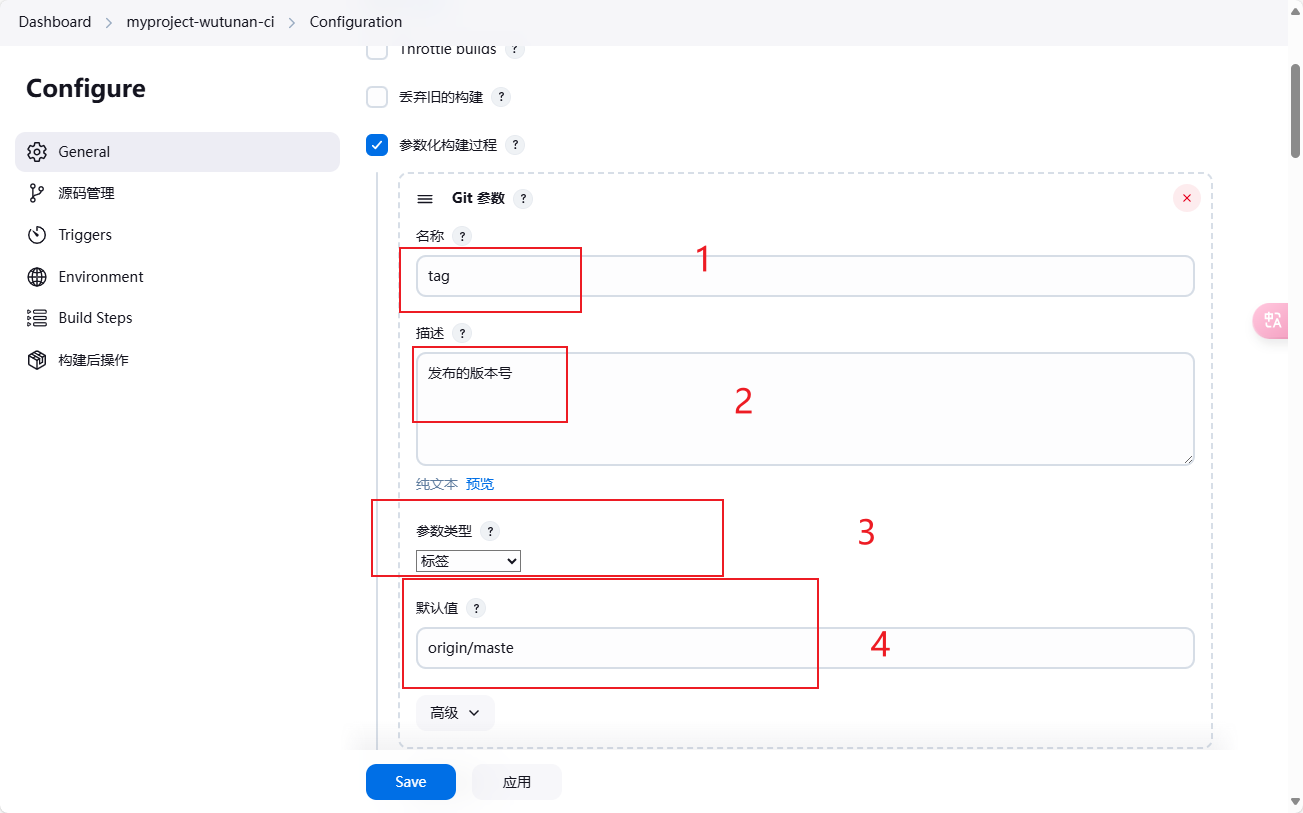 Dashboard > myproject-wutunan-ci > Configuration
Configure
General
源码管理
Triggers
Environment
Build Steps
构建后操作
Throttle builds ?
丢弃旧的构建 ?
参数化构建过程 ?
Git 参数 ?
名称 ?
1
tag
描述 ?
发布的版本号
2
纯文本 预览
参数类型 ?
3
标签
默认值 ?
origin/maste
4
高级
Save 应用